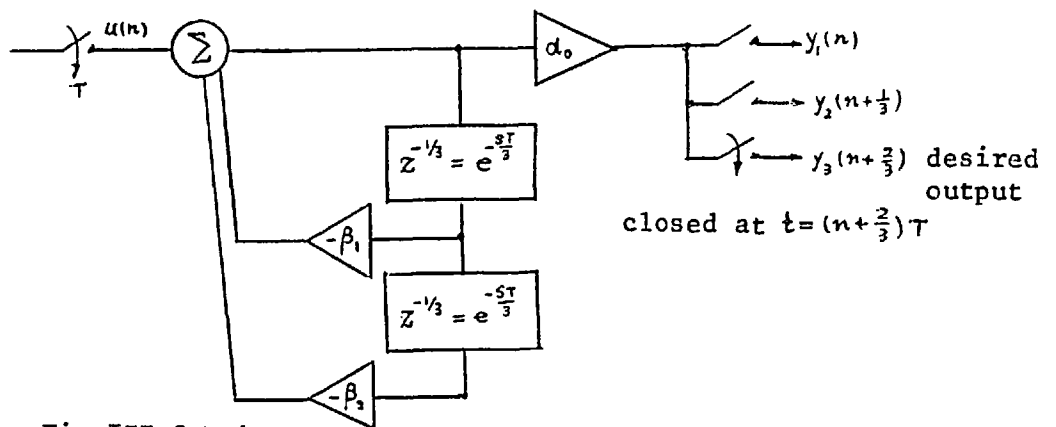 u(n)
T
Σ
d₀
y₁(n)
y₂(n+1/3)
y₃(n+2/3) desired
output
closed at t=(n+2/3)T
z^{-1/3} = e^{-ST/3}
-β₁
z^{-1/3} = e^{-ST/3}
-β₂